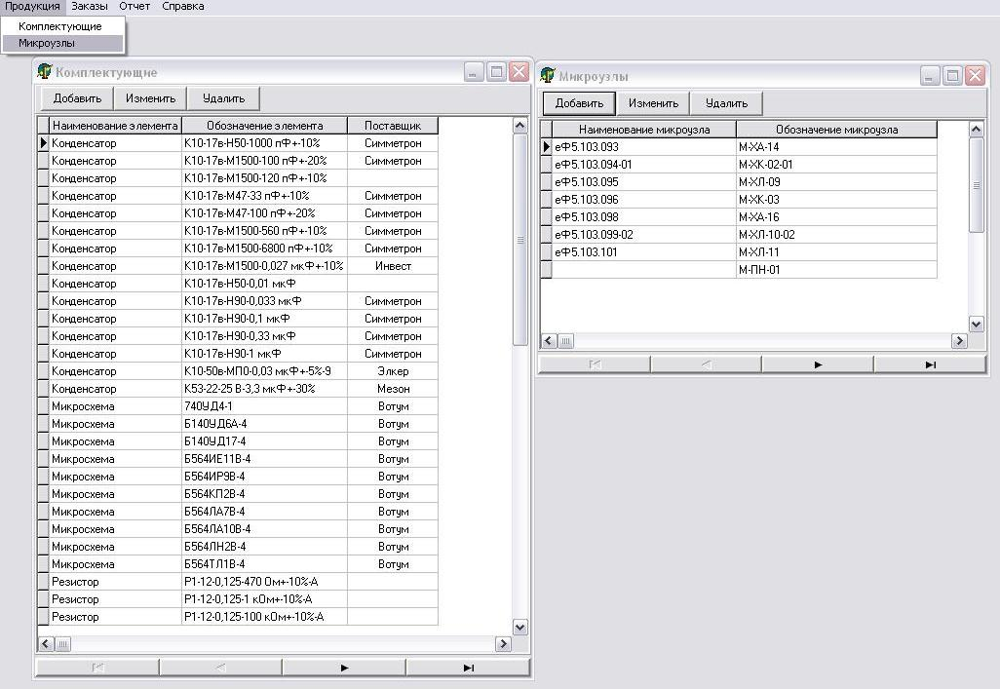 Продукция Заказы Отчет Справка
Комплектующие
Микроузлы
Комплектующие
Добавить Изменить Удалить
Наименование элемента Обозначение элемента Поставщик
Конденсатор К10-17в-Н50-1000 пФ+-10% Симметрон
Конденсатор К10-17в-М1500-100 пФ+-20% Симметрон
Конденсатор К10-17в-М1500-120 пФ+-10%
Конденсатор К10-17в-М47-33 пФ+-10% Симметрон
Конденсатор К10-17в-М47-100 пФ+-20% Симметрон
Конденсатор К10-17в-М1500-560 пФ+-10% Симметрон
Конденсатор К10-17в-М1500-6800 пФ+-10% Симметрон
Конденсатор К10-17в-М1500-0,027 мкФ+-10% Инвест
Конденсатор К10-17в-Н50-0,01 мкФ
Конденсатор К10-17в-Н90-0,033 мкФ Симметрон
Конденсатор К10-17в-Н90-0,1 мкФ Симметрон
Конденсатор К10-17в-Н90-0,33 мкФ Симметрон
Конденсатор К10-17в-Н90-1 мкФ Симметрон
Конденсатор К10-50в-МП0-0,03 мкФ+-5%-9 Элкер
Конденсатор К53-22-25 В-3,3 мкФ+-30% Мезон
Микросхема 740УД4-1 Вотум
Микросхема Б140УД6А-4 Вотум
Микросхема Б140УД17-4 Вотум
Микросхема Б564ИЕ11В-4 Вотум
Микросхема Б564ИР9В-4 Вотум
Микросхема Б564КП2В-4 Вотум
Микросхема Б564ЛА7В-4 Вотум
Микросхема Б564ЛА10В-4 Вотум
Микросхема Б564ЛН2В-4 Вотум
Микросхема Б564ТЛ1В-4 Вотум
Резистор Р1-12-0,125-470 Ом+-10%-А
Резистор Р1-12-0,125-1 кОм+-10%-А
Резистор Р1-12-0,125-100 кОм+-10%-А
Микроузлы
Добавить Изменить Удалить
Наименование микроузла Обозначение микроузла
еФ5.103.093 М-ХА-14
еФ5.103.094-01 М-ХК-02-01
еФ5.103.095 М-ХЛ-09
еФ5.103.096 М-ХК-03
еФ5.103.098 М-ХА-16
еФ5.103.099-02 М-ХЛ-10-02
еФ5.103.101 М-ХЛ-11
М-ПН-01